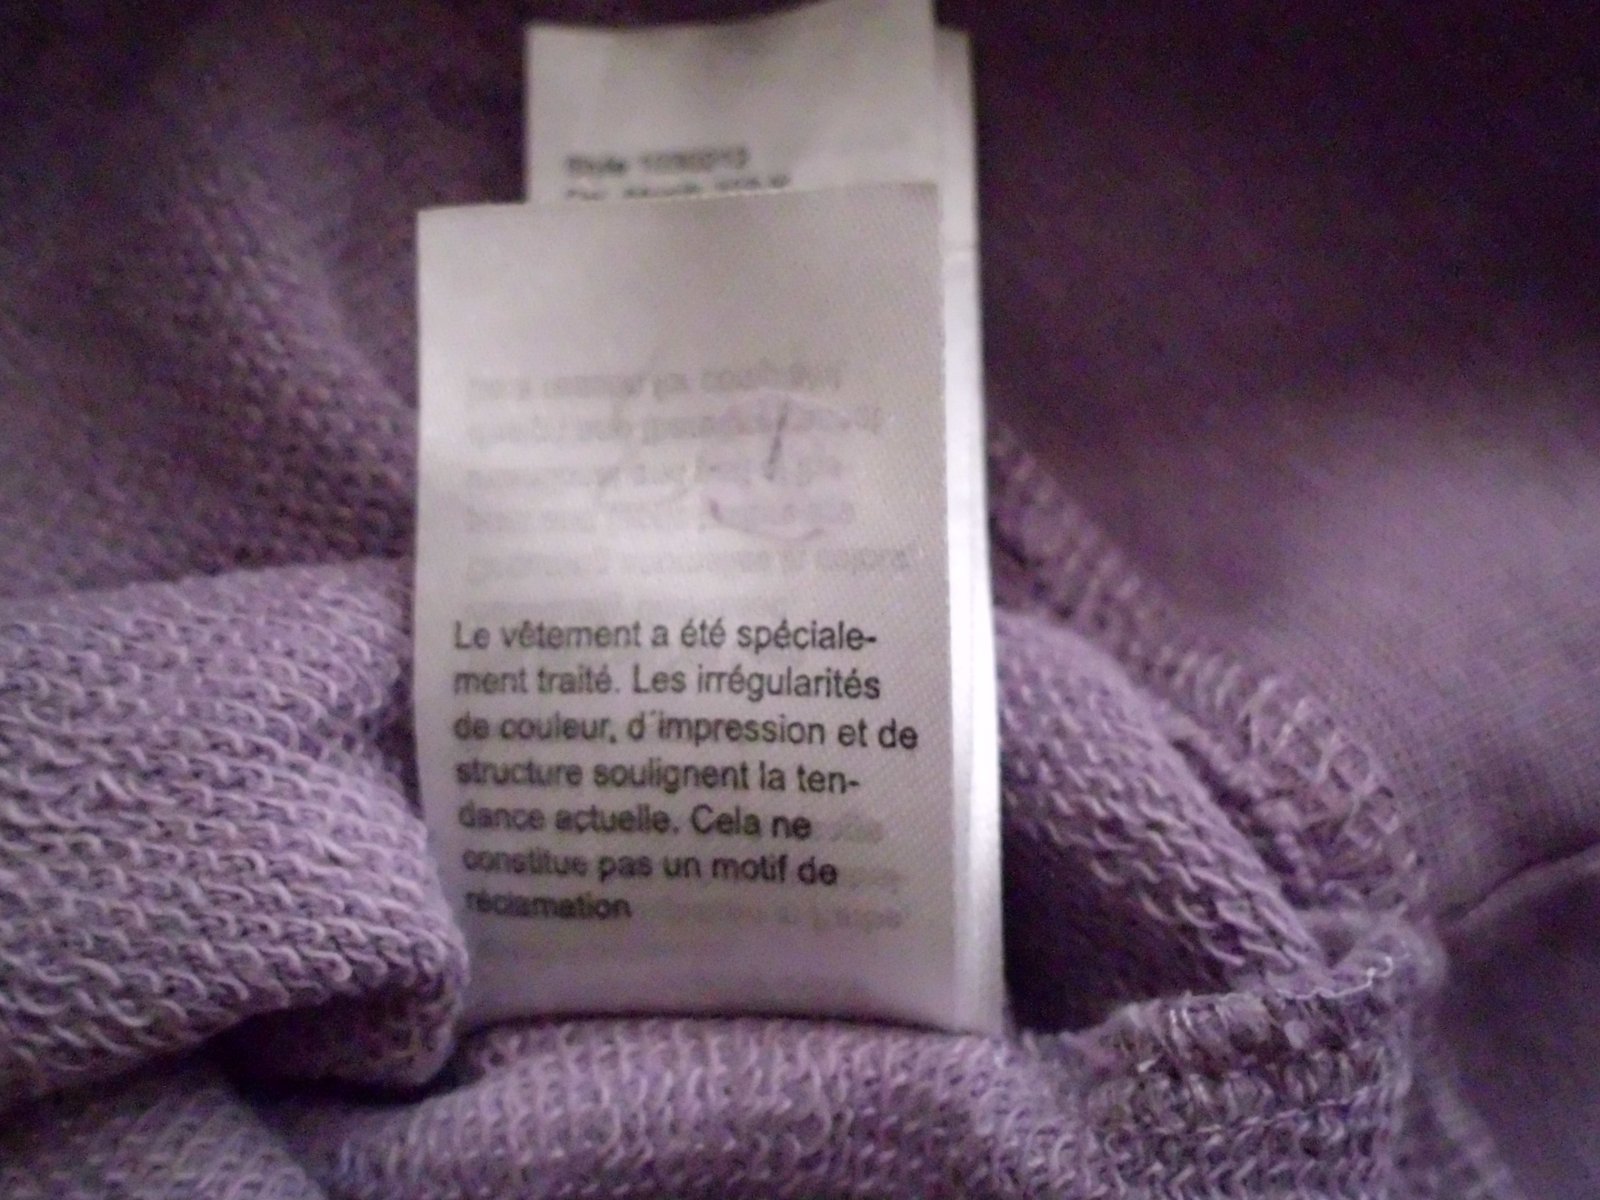 Style
Le vêtement a été spéciale-
ment traité. Les irrégularités
de couleur, d´impression et de
structure soulignent la ten-
dance actuelle. Cela ne
constitue pas un motif de
réclamation